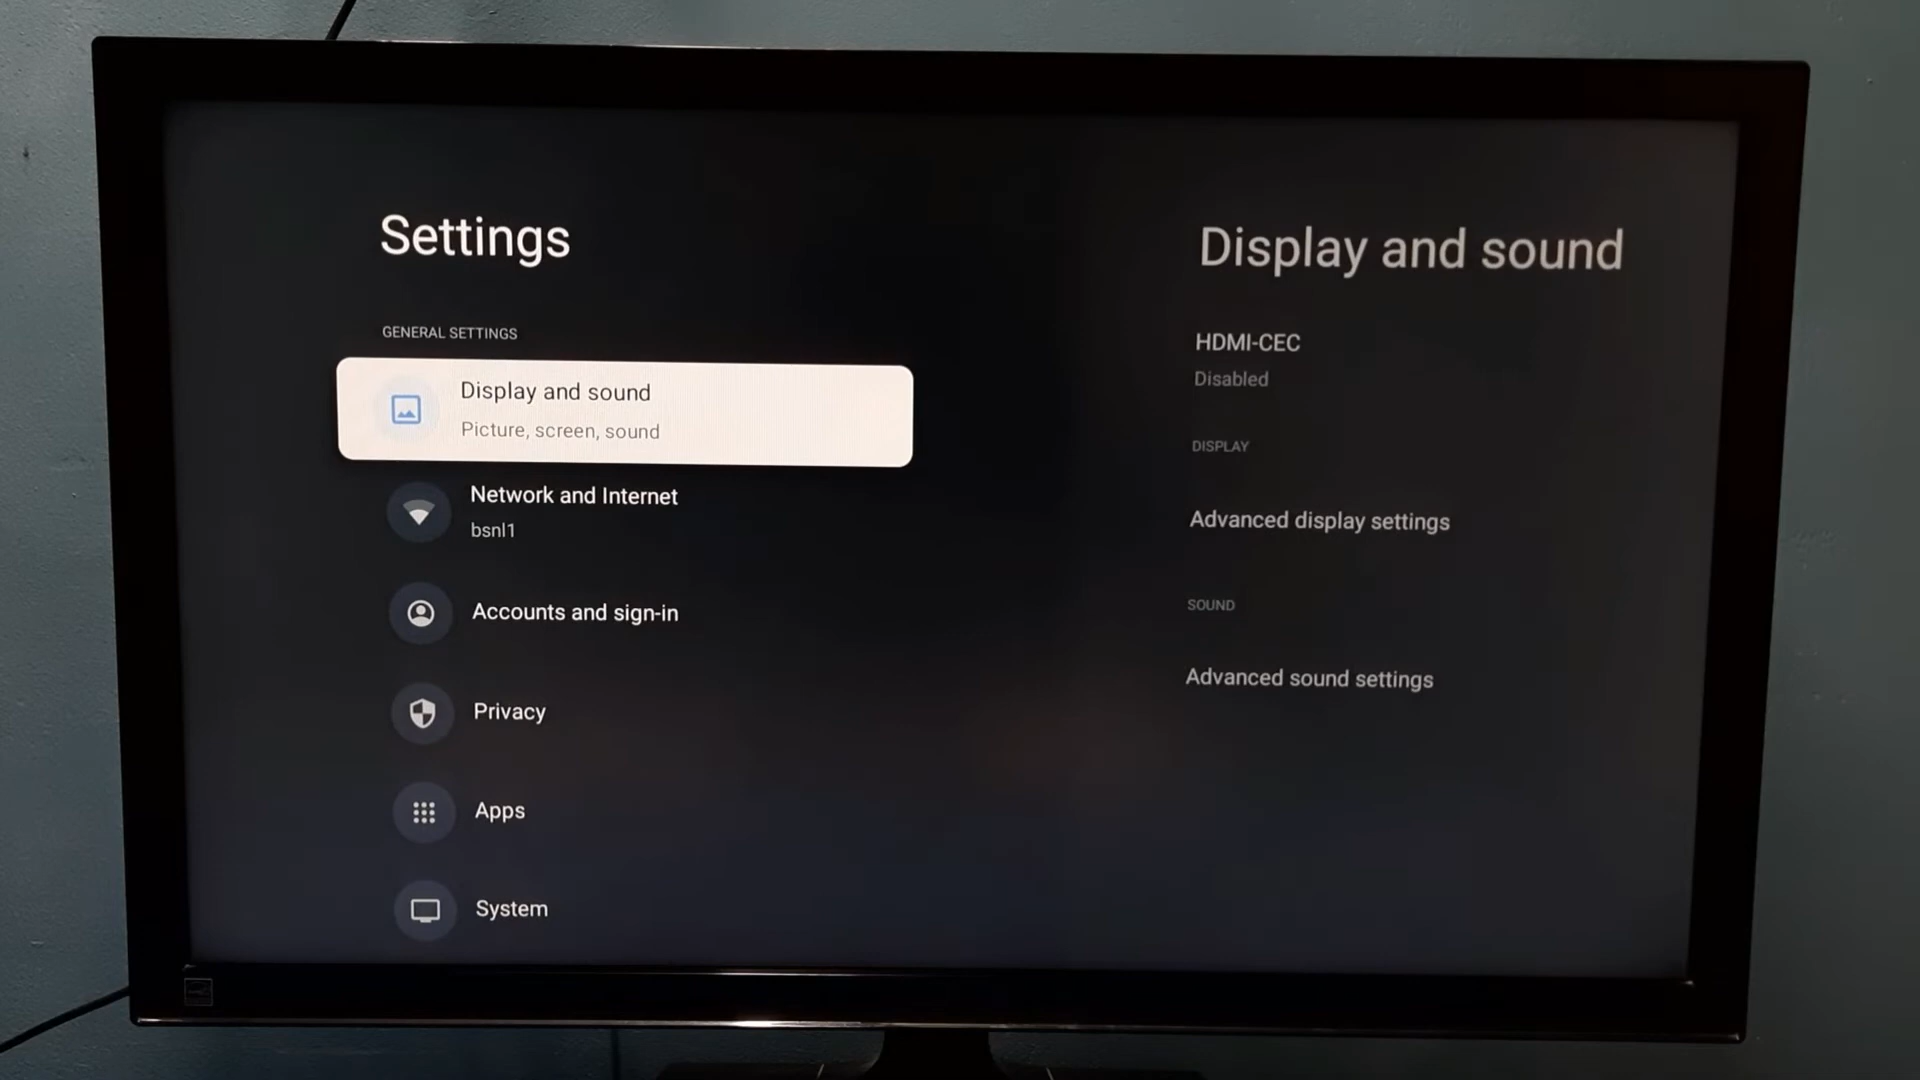 Settings
GENERAL SETTINGS
Display and sound
Picture, screen, sound
Network and Internet
bsnl1
Accounts and sign-in
Privacy
Apps
System
Display and sound
HDMI-CEC
Disabled
DISPLAY
Advanced display settings
SOUND
Advanced sound settings